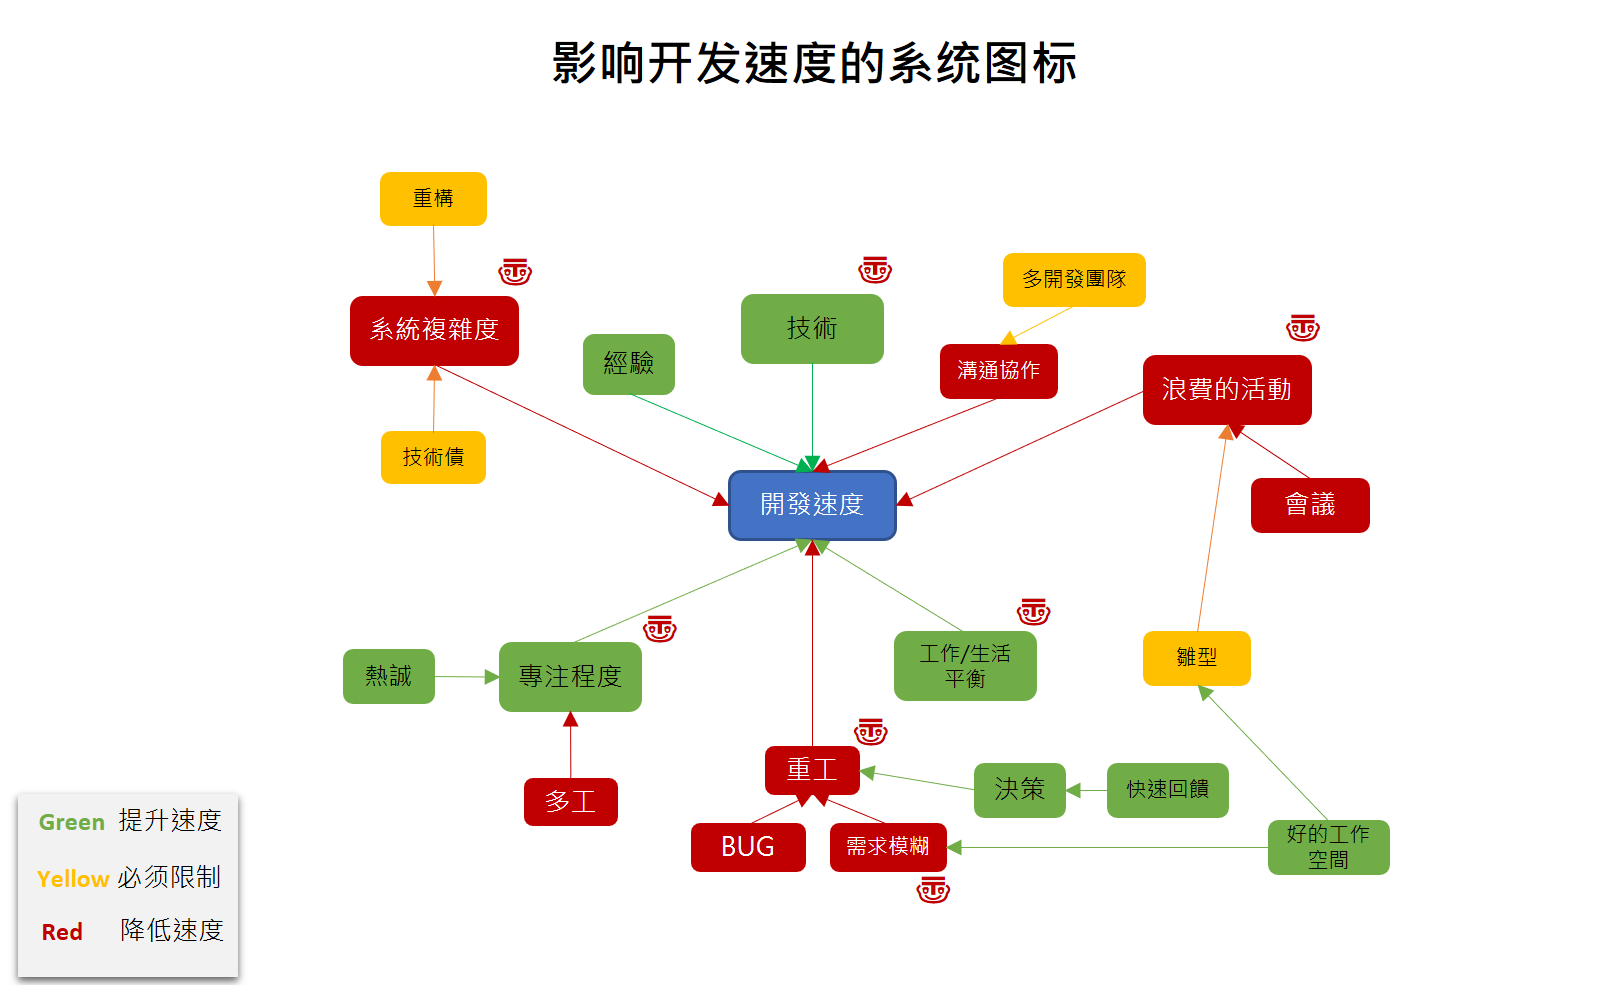 影响开发速度的系统图标
重構
系統複雜度
技術債
經驗
技術
多開發團隊
溝通協作
浪費的活動
會議
開發速度
熱誠
專注程度
多工
工作/生活
平衡
雛型
重工
BUG
需求模糊
決策
快速回饋
好的工作
空間
Green 提升速度
Yellow 必须限制
Red 降低速度